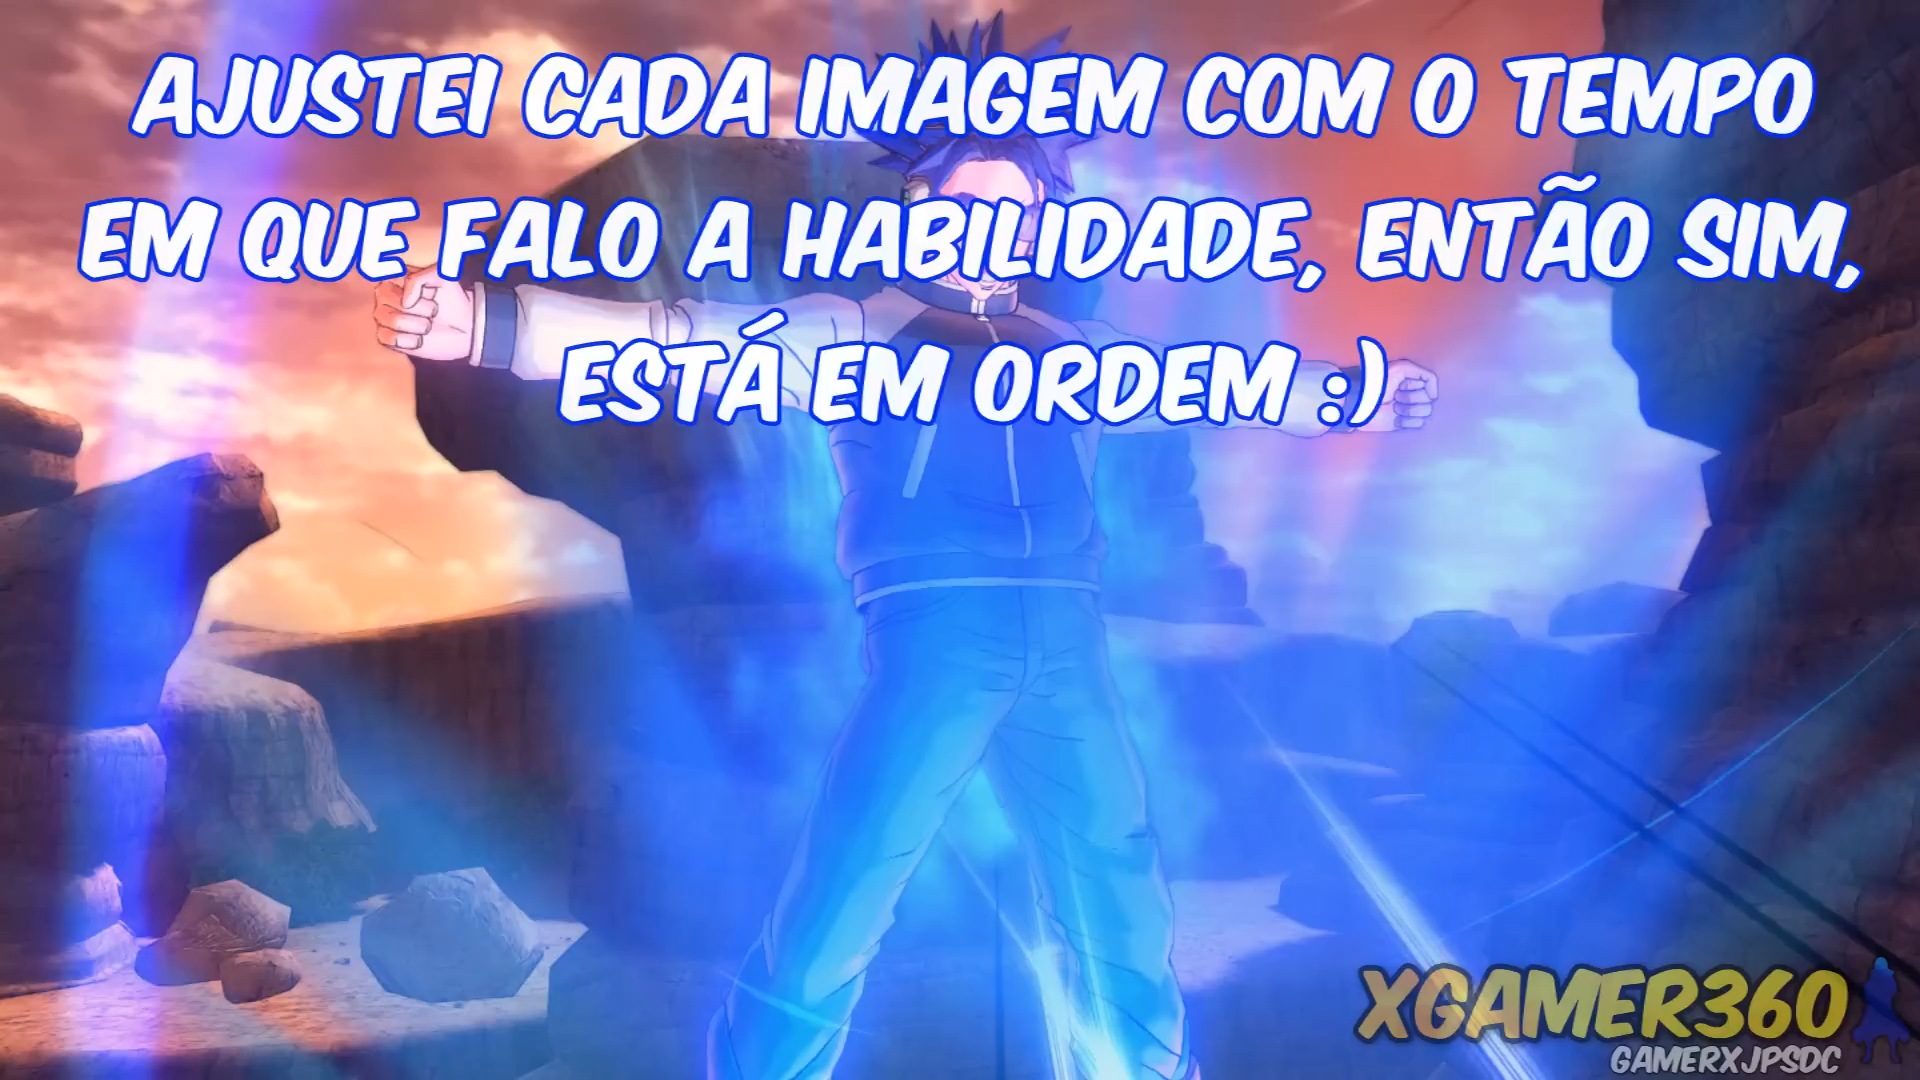 AJUSTEI CADA IMAGEM COM O TEMPO
EM QUE FALO A HABILIDADE, ENTÃO SIM,
ESTÁ EM ORDEM :)
XGAMER360
GAMERXJPSDC